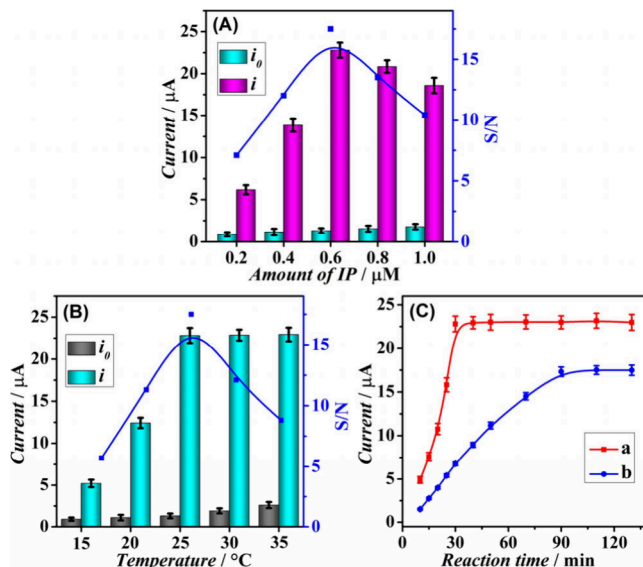 (A)
i0
i
Current / μA
25
20
15
10
5
0
S/N
15
10
5
0
0.2 0.4 0.6 0.8 1.0
Amount of IP / μM
(B)
i0
i
Current / μA
25
20
15
10
5
0
S/N
15
10
5
0
15 20 25 30 35
Temperature / °C
(C)
Current / μA
25
20
15
10
5
0
a
b
0 30 60 90 120
Reaction time / min